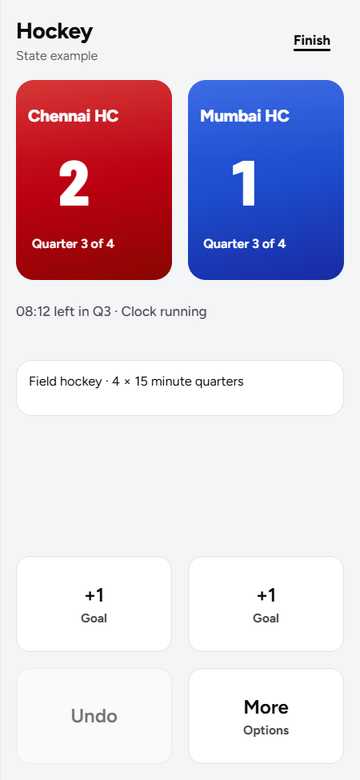 Hockey
State example
Finish
Chennai HC
2
Quarter 3 of 4
Mumbai HC
1
Quarter 3 of 4
08:12 left in Q3 · Clock running
Field hockey · 4 × 15 minute quarters
+1
Goal
+1
Goal
Undo
More
Options